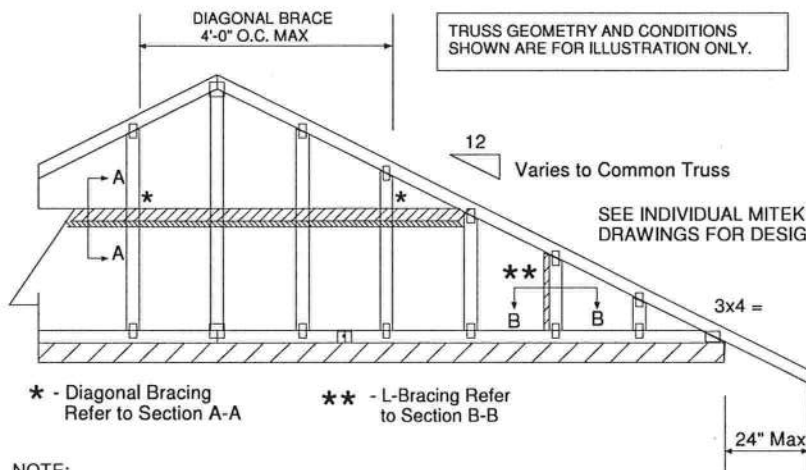 DIAGONAL BRACE
4'-0" O.C. MAX
TRUSS GEOMETRY AND CONDITIONS
SHOWN ARE FOR ILLUSTRATION ONLY.
12
Varies to Common Truss
A
*
*
SEE INDIVIDUAL MITEK
DRAWINGS FOR DESIG
A
**
B
B
3x4 =
* - Diagonal Bracing
Refer to Section A-A
** - L-Bracing Refer
to Section B-B
24" Max
NOTE: